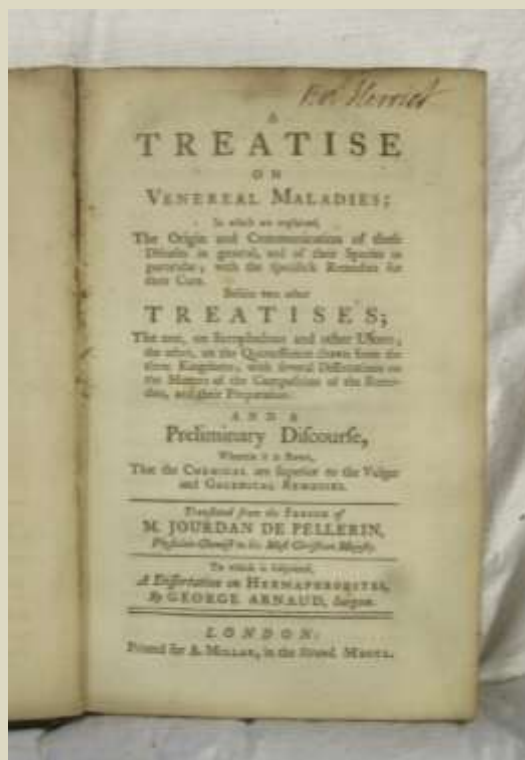 A
TREATISE
ON
VENEREAL MALADIES;
In which are explained,
The Origin and Communication of theſe
Diſeaſes in general, and of their Species in
particular; with the ſpecifick Remedies for
their Cure.
Beſides two other
TREATISES;
The one, on Scrophulous and other Ulcers;
the other, on the Quinteſſences drawn from the
three Kingdoms; with ſeveral Diſſertations on
the Manner of the Compoſition of the Reme-
dies, and their Preparation:
AND A
Preliminary Diſcourſe,
Wherein it is ſhewn,
That the CHEMICAL are ſuperior to the Vulgar
and GALENICAL REMEDIES.
Tranſlated from the FRENCH of
M. JOURDAN DE PELLERIN,
Phyſician-Chemiſt to his Moſt Chriſtian Majeſty.
To which is ſubjoined,
A Diſſertation on HERMAPHRODITES,
By GEORGE ARNAUD, Surgeon.
LONDON:
Printed for A. MILLAR, in the Strand.